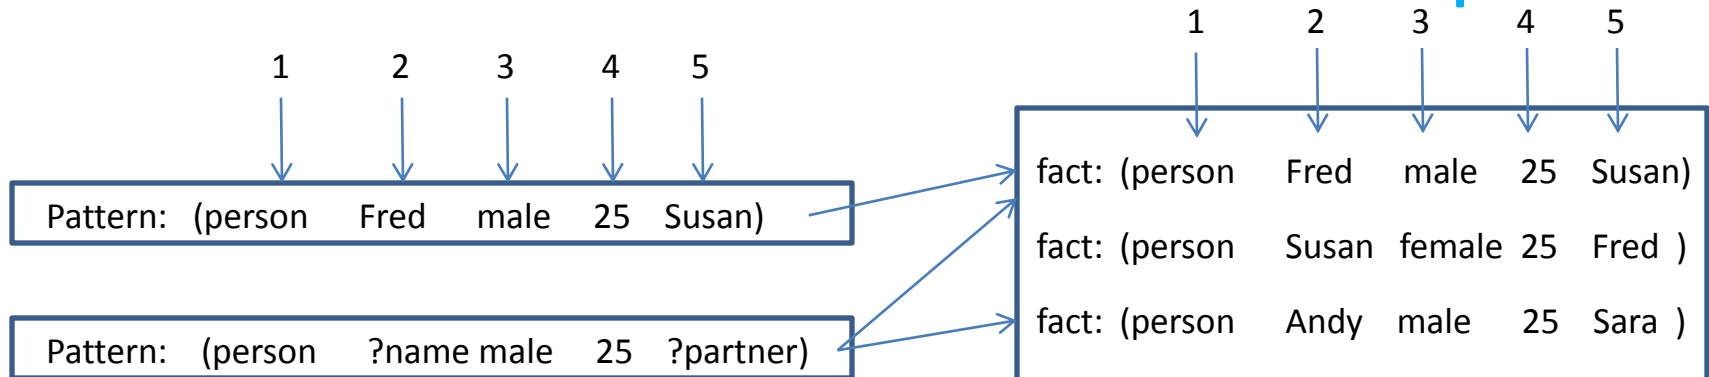 1 2 3 4 5
Pattern: (person Fred male 25 Susan)
Pattern: (person ?name male 25 ?partner)
1 2 3 4 5
fact: (person Fred male 25 Susan)
fact: (person Susan female 25 Fred )
fact: (person Andy male 25 Sara )